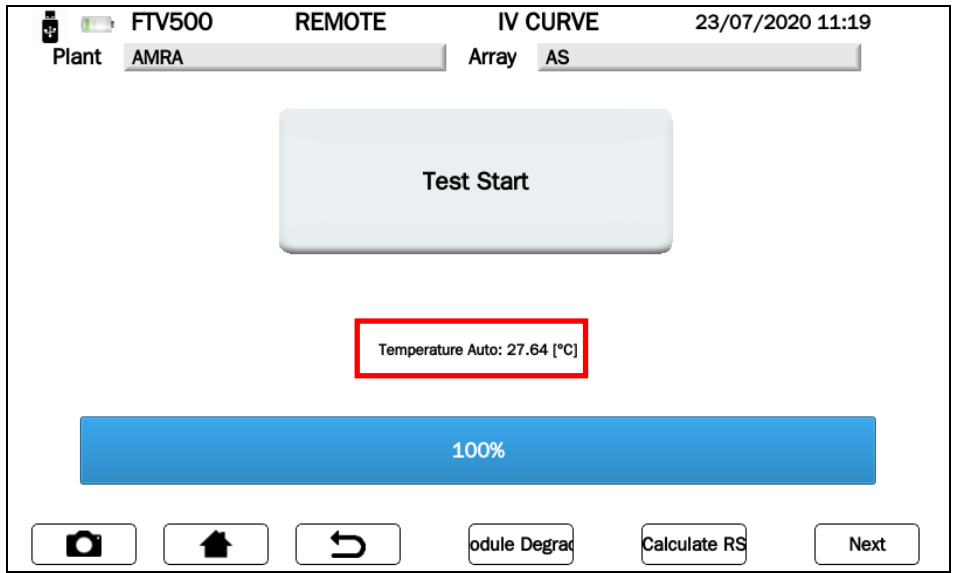 FTV500 REMOTE IV CURVE 23/07/2020 11:19
Plant AMRA Array AS
Test Start
Temperature Auto: 27.64 [°C]
100%
odule Degrad Calculate RS Next